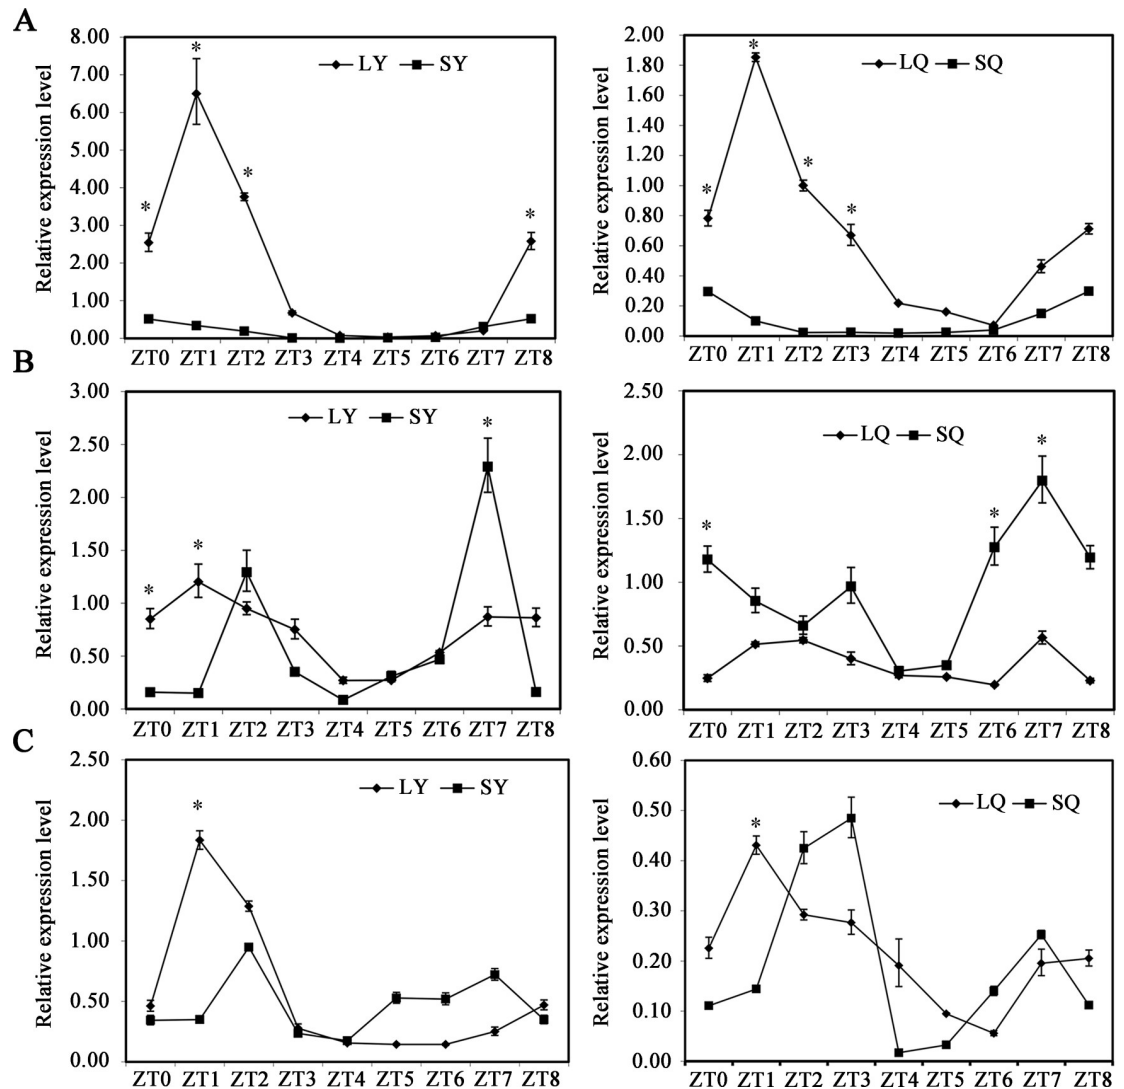 A
Relative expression level
8.00
7.00
6.00
5.00
4.00
3.00
2.00
1.00
0.00
LY SY
* * * *
ZT0 ZT1 ZT2 ZT3 ZT4 ZT5 ZT6 ZT7 ZT8
Relative expression level
2.00
1.80
1.60
1.40
1.20
1.00
0.80
0.60
0.40
0.20
0.00
LQ SQ
* * * *
ZT0 ZT1 ZT2 ZT3 ZT4 ZT5 ZT6 ZT7 ZT8
B
Relative expression level
3.00
2.50
2.00
1.50
1.00
0.50
0.00
LY SY
* * *
ZT0 ZT1 ZT2 ZT3 ZT4 ZT5 ZT6 ZT7 ZT8
Relative expression level
2.50
2.00
1.50
1.00
0.50
0.00
LQ SQ
* * *
ZT0 ZT1 ZT2 ZT3 ZT4 ZT5 ZT6 ZT7 ZT8
C
Relative expression level
2.50
2.00
1.50
1.00
0.50
0.00
LY SY
*
ZT0 ZT1 ZT2 ZT3 ZT4 ZT5 ZT6 ZT7 ZT8
Relative expression level
0.60
0.50
0.40
0.30
0.20
0.10
0.00
LQ SQ
*
ZT0 ZT1 ZT2 ZT3 ZT4 ZT5 ZT6 ZT7 ZT8